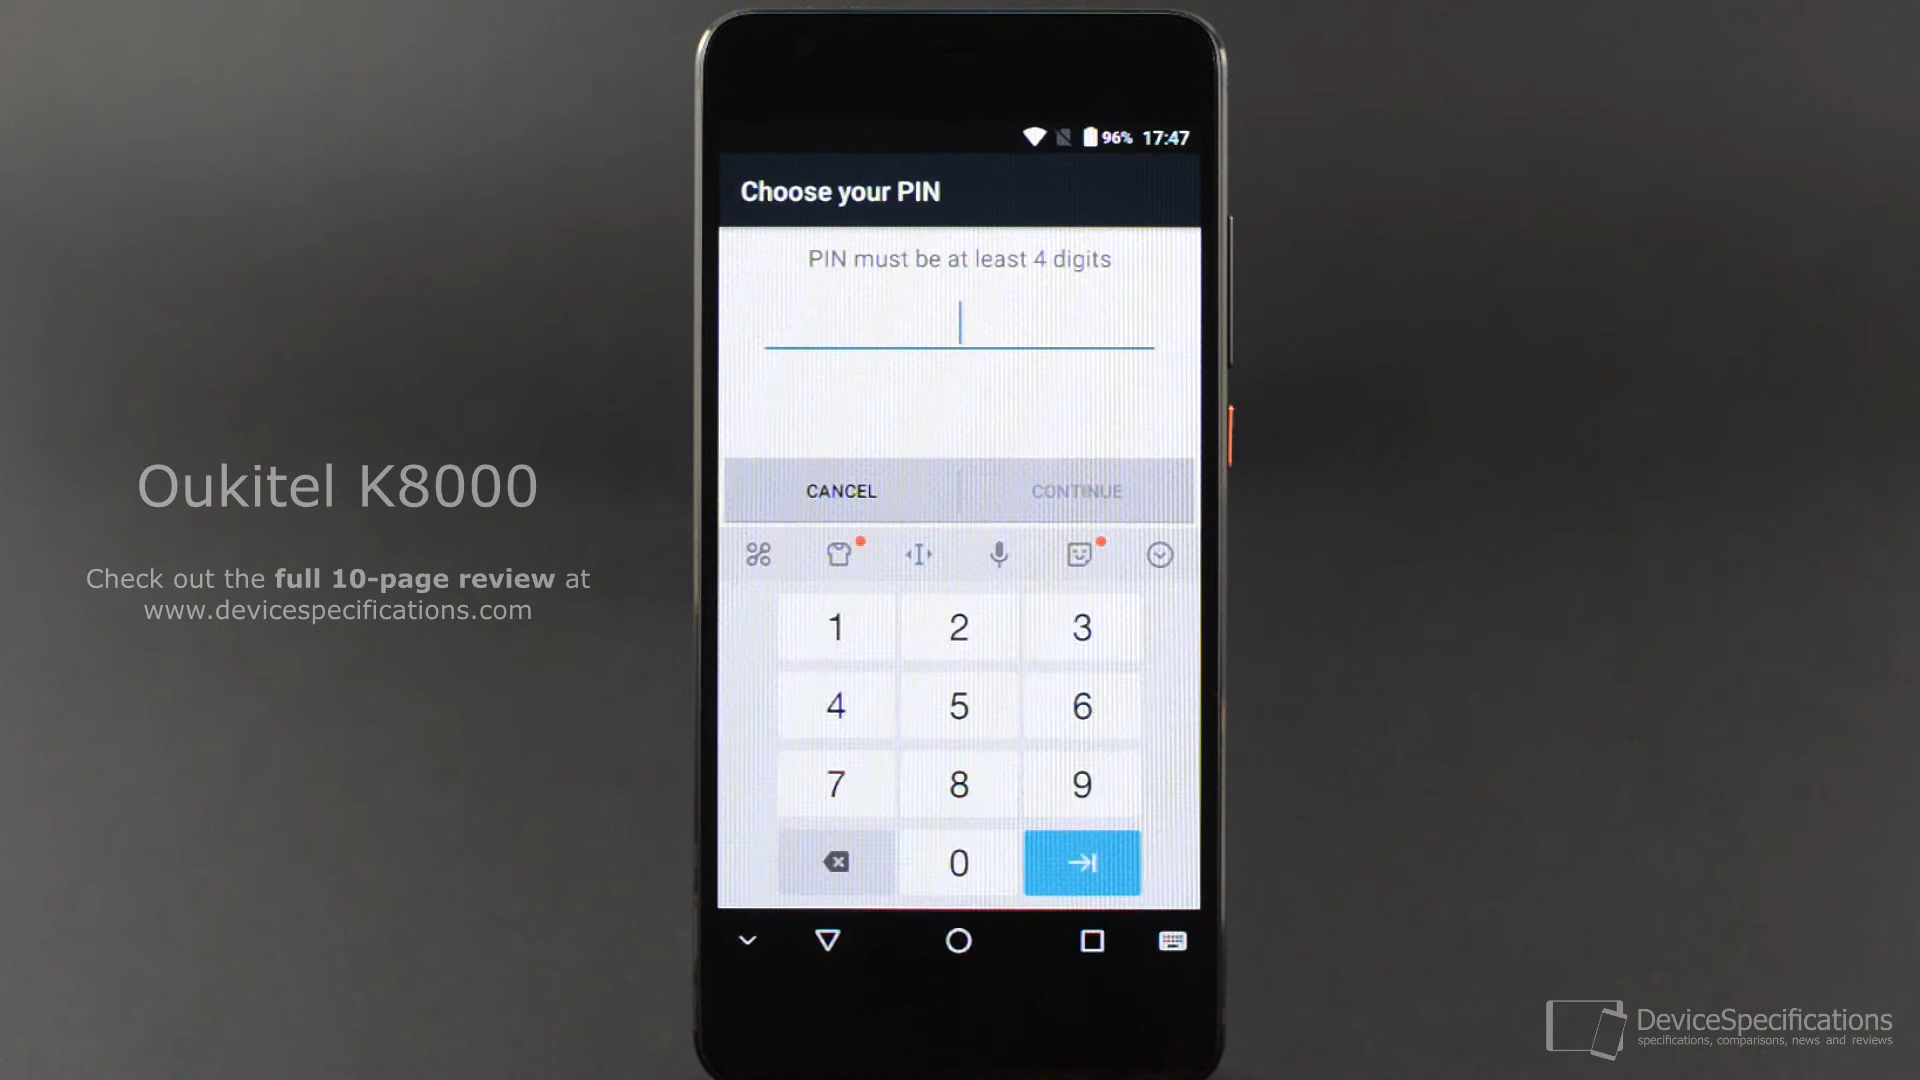 96% 17:47
Choose your PIN
PIN must be at least 4 digits
CANCEL CONTINUE
1 2 3
4 5 6
7 8 9
0
Oukitel K8000
Check out the full 10-page review at
www.devicespecifications.com
DeviceSpecifications
specifications, comparisons, news and reviews